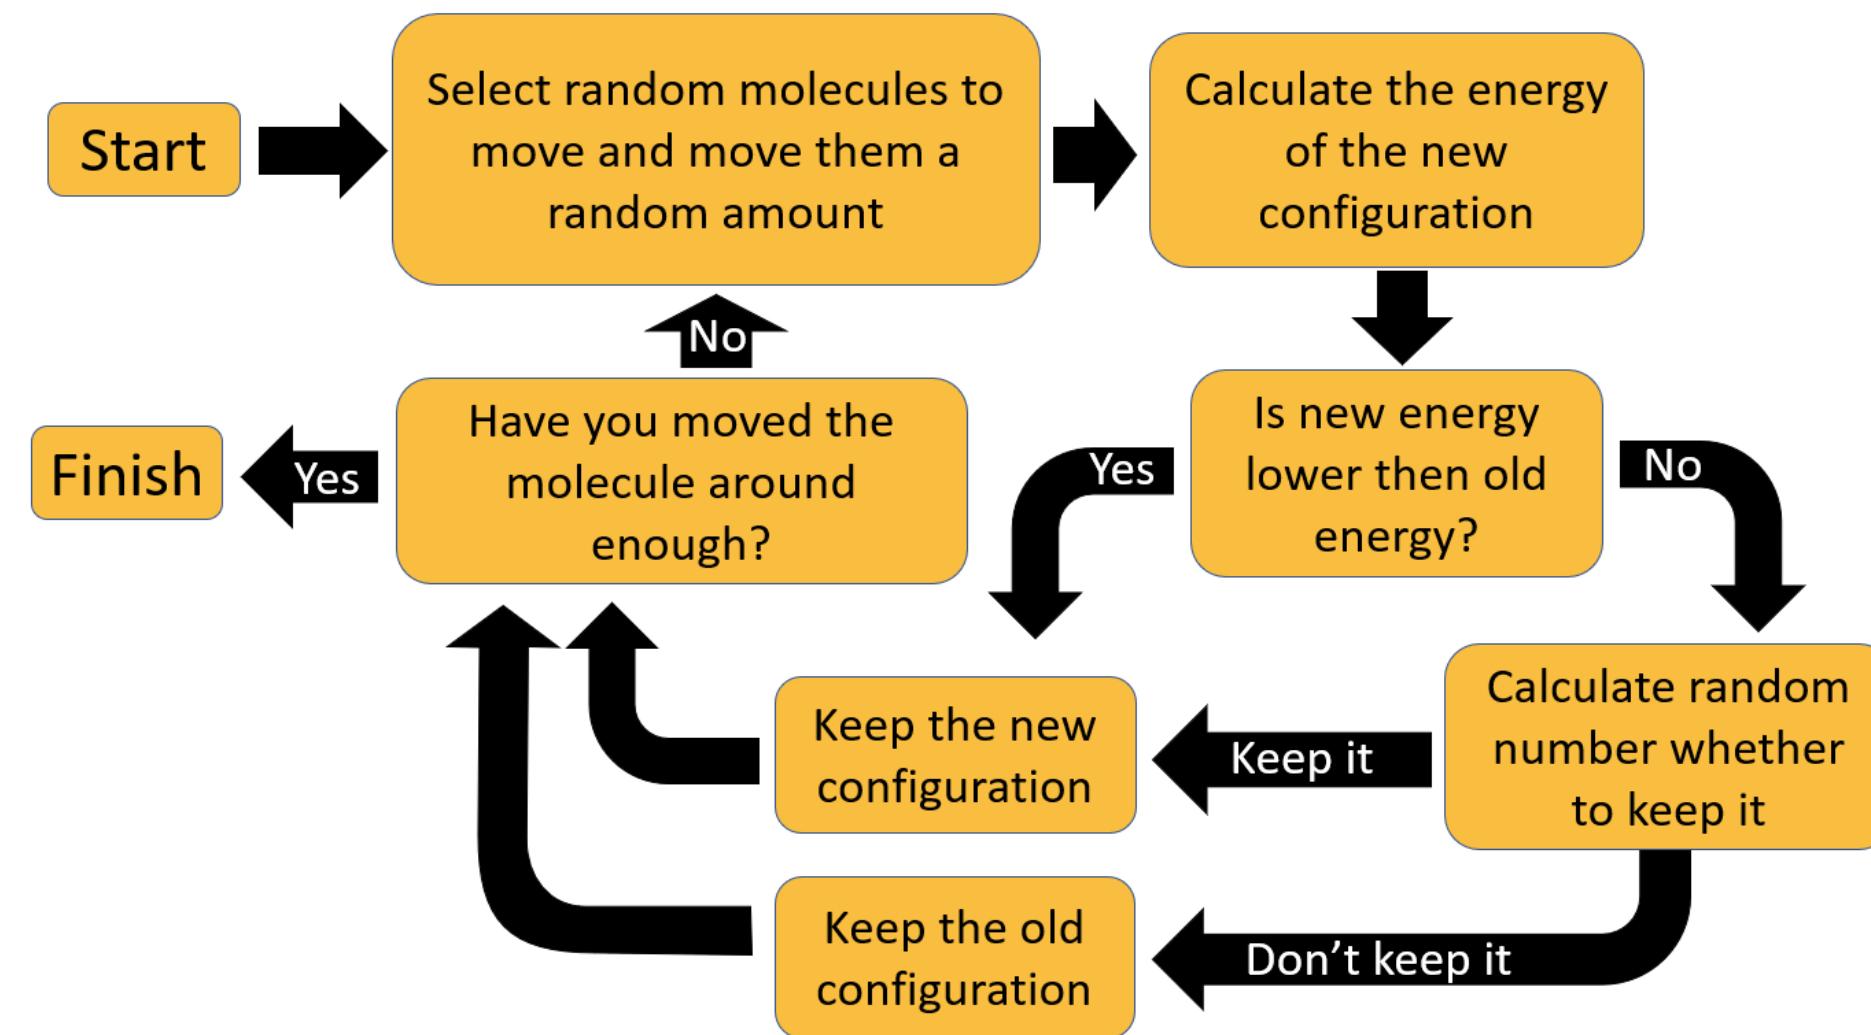 Start
Select random molecules to
move and move them a
random amount
Calculate the energy
of the new
configuration
Is new energy
lower then old
energy?
Yes
No
Calculate random
number whether
to keep it
Keep it
Don’t keep it
Keep the new
configuration
Keep the old
configuration
Have you moved the
molecule around
enough?
No
Yes
Finish